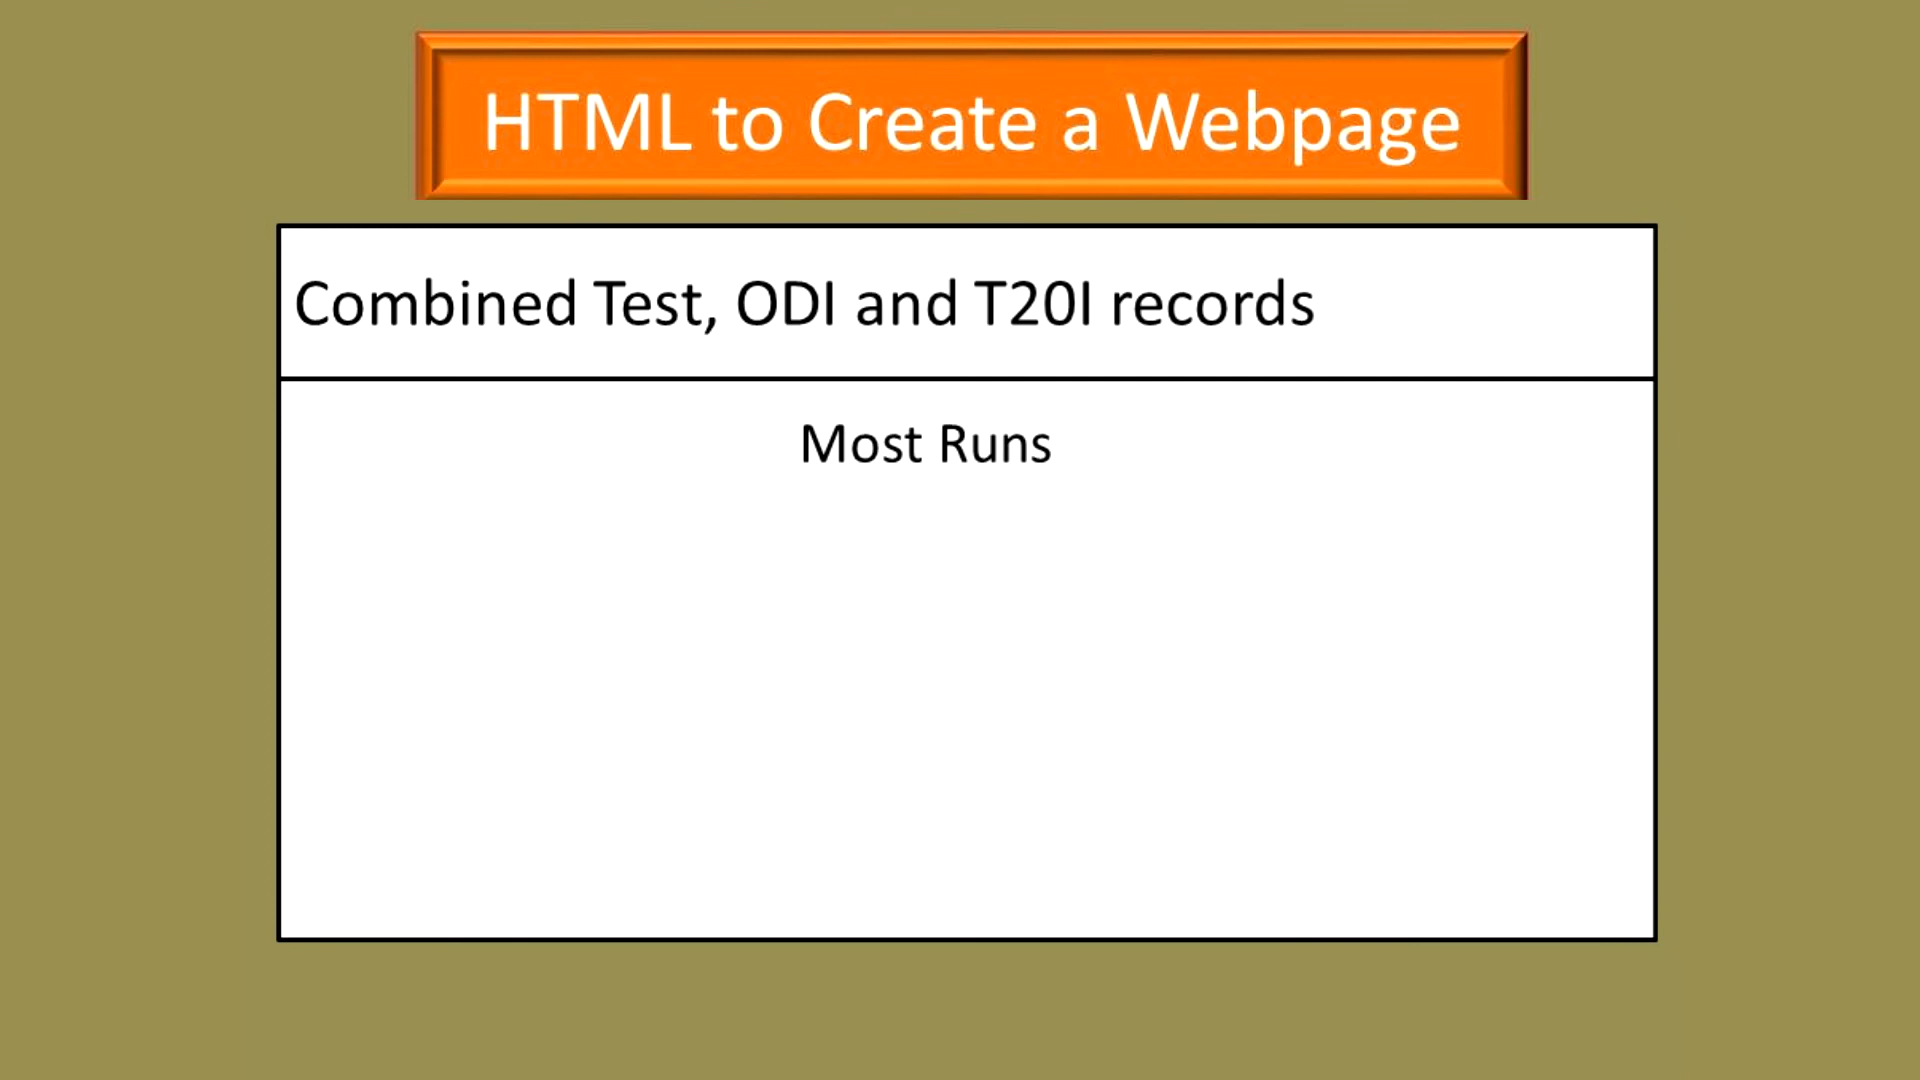 HTML to Create a Webpage
Combined Test, ODI and T20I records
Most Runs